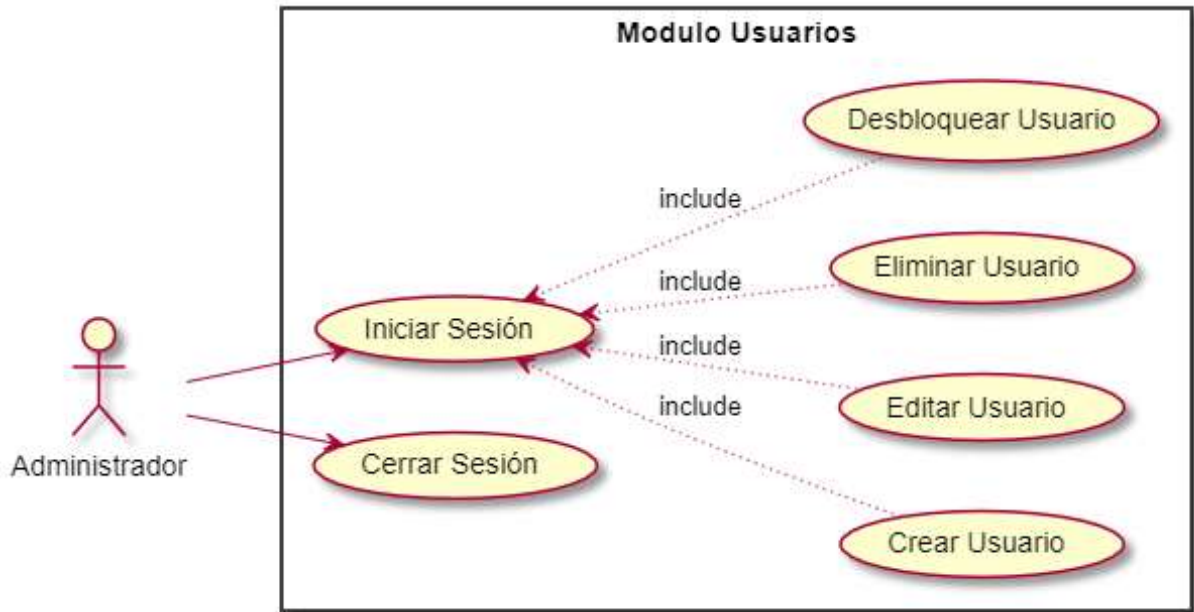 Modulo Usuarios
Desbloquear Usuario
include
Eliminar Usuario
include
Iniciar Sesión
include
Editar Usuario
include
Cerrar Sesión
Administrador
Crear Usuario